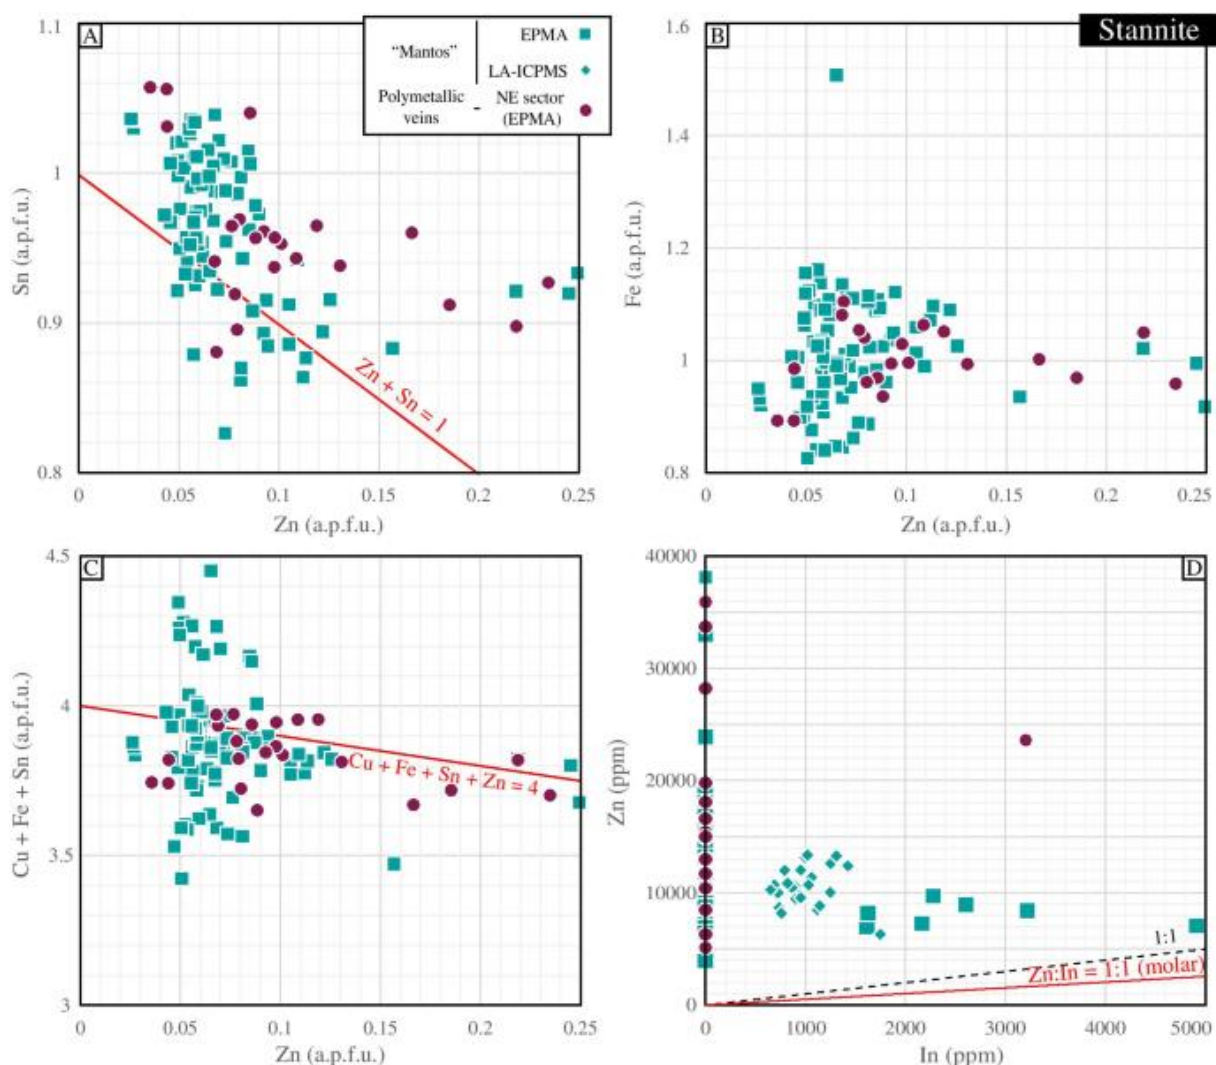 1.1
A
"Mantos"
EPMA
LA-ICPMS
Polymetallic
veins
-
NE sector
(EPMA)
1
Sn (a.p.f.u.)
0.9
Zn + Sn = 1
0.8
0
0.05
0.1
0.15
0.2
0.25
Zn (a.p.f.u.)
1.6
B
Stannite
1.4
Fe (a.p.f.u.)
1.2
1
0.8
0
0.05
0.1
0.15
0.2
0.25
Zn (a.p.f.u.)
4.5
C
4
Cu + Fe + Sn (a.p.f.u.)
Cu + Fe + Sn + Zn = 4
3.5
3
0
0.05
0.1
0.15
0.2
0.25
Zn (a.p.f.u.)
40000
D
30000
Zn (ppm)
20000
10000
1:1
Zn:In = 1:1 (molar)
0
0
1000
2000
3000
4000
5000
In (ppm)